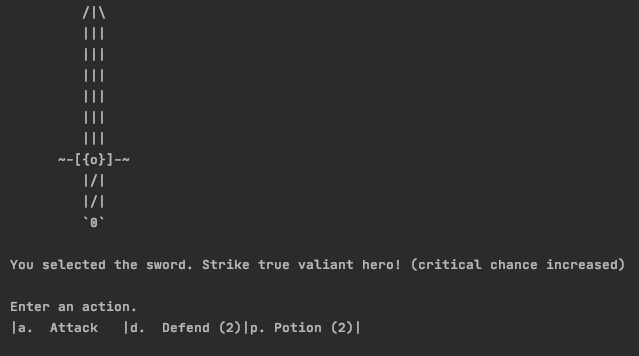 /|\
         |||
         |||
         |||
         |||
         |||
         |||
      ~-[{o}]-~
         |/|
         |/|
         `0`

You selected the sword. Strike true valiant hero! (critical chance increased)

Enter an action.
|a.  Attack   |d.  Defend (2)|p. Potion (2)|